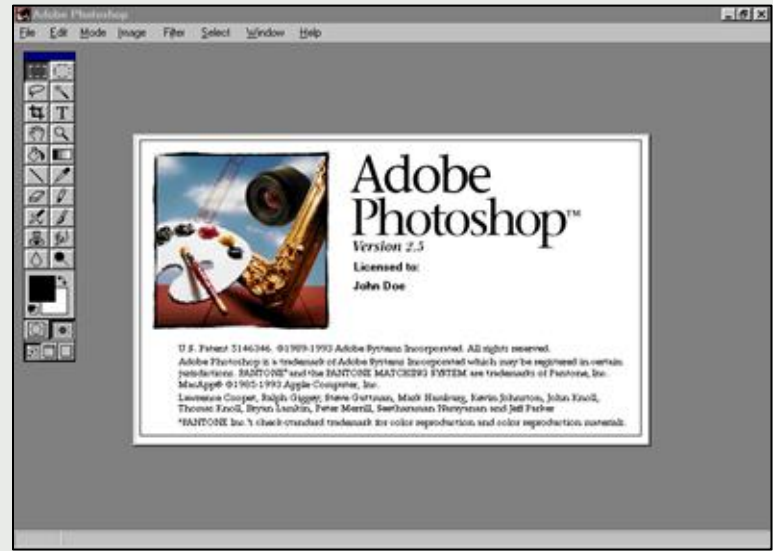 Adobe Photoshop
File Edit Mode Image Filter Select Window Help
T
Adobe
Photoshop™
Version 2.5
Licensed to:
John Doe
U.S. Patent 5146346. ©1989-1993 Adobe Systems Incorporated. All rights reserved.
Adobe Photoshop is a trademark of Adobe Systems Incorporated which may be registered in certain
jurisdictions. PANTONE® and the PANTONE MATCHING SYSTEM are trademarks of Pantone, Inc.
MacApp® ©1985-1993 Apple Computer, Inc.
Lawrence Cooper, Ralph Giggey, Steve Guttman, Mark Hamburg, Kevin Johnston, John Knoll,
Thomas Knoll, Bryan Lamkin, Peter Merrill, Seetharaman Narayanan and Jeff Parker
*PANTONE Inc.'s check-standard trademark for color reproduction and color reproduction materials.